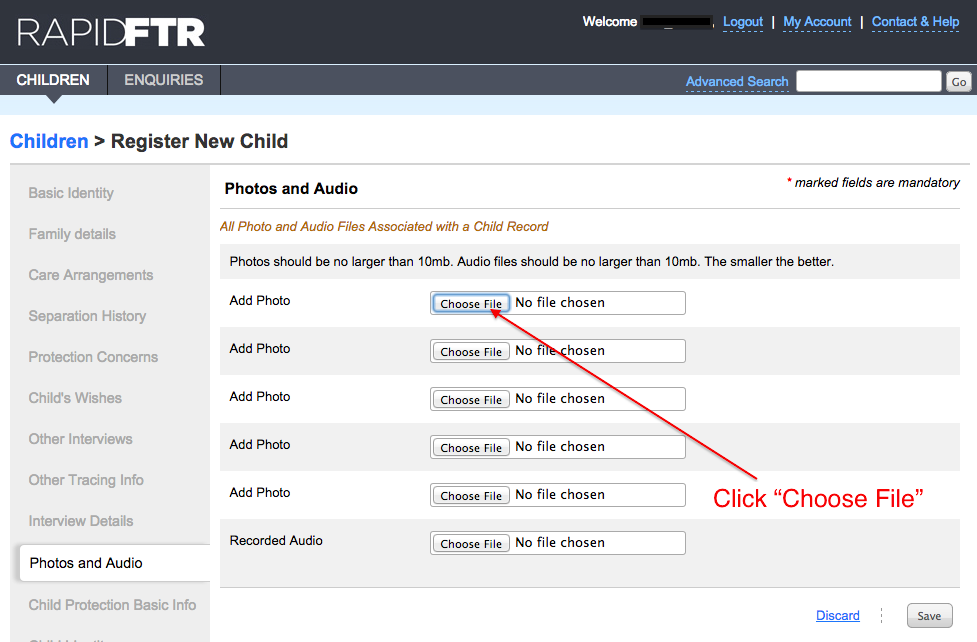 RAPIDFTR
Welcome , Logout | My Account | Contact & Help
CHILDREN ENQUIRIES Advanced Search Go
Children > Register New Child
Photos and Audio * marked fields are mandatory
All Photo and Audio Files Associated with a Child Record
Photos should be no larger than 10mb. Audio files should be no larger than 10mb. The smaller the better.
Add Photo Choose File No file chosen
Add Photo Choose File No file chosen
Add Photo Choose File No file chosen
Add Photo Choose File No file chosen
Add Photo Choose File No file chosen
Recorded Audio Choose File No file chosen
Click “Choose File”
Discard Save
Basic Identity
Family details
Care Arrangements
Separation History
Protection Concerns
Child's Wishes
Other Interviews
Other Tracing Info
Interview Details
Photos and Audio
Child Protection Basic Info